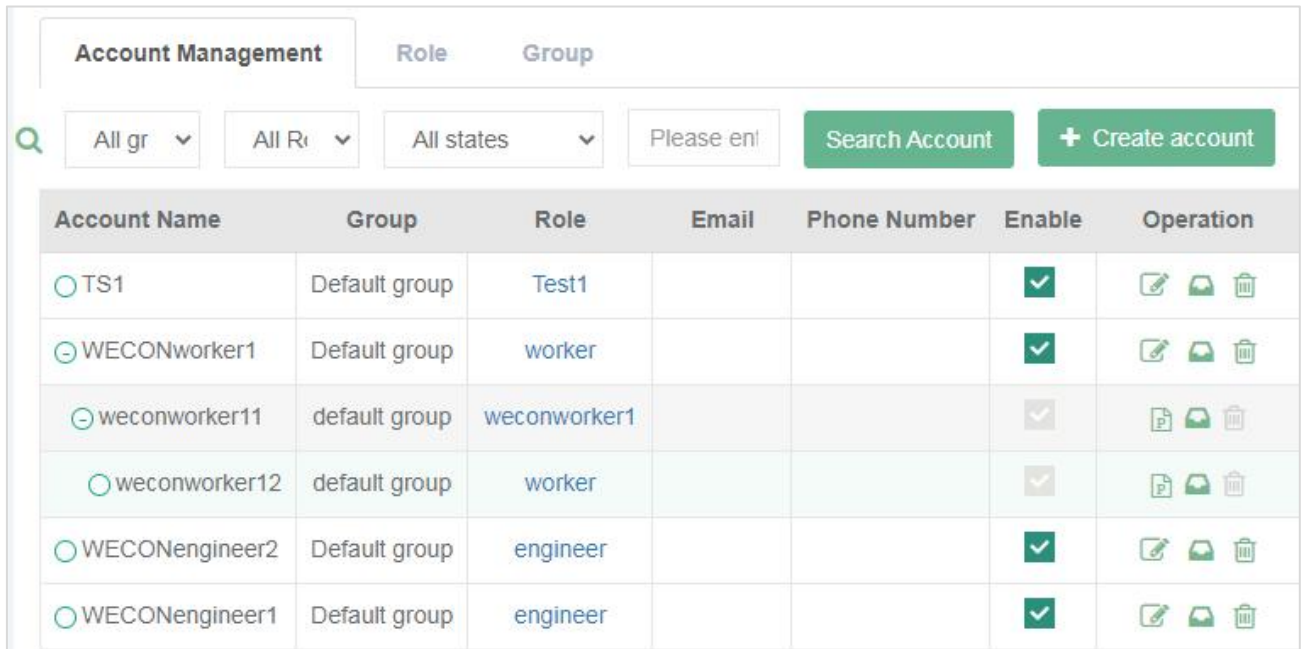 Account Management Role Group
All gr All R Please ent All states Search Account + Create account
Account Name Group Role Email Phone Number Enable Operation
TS1 Default group Test1
WECONworker1 Default group worker
weconworker11 default group weconworker1
weconworker12 default group worker
WECONengineer2 Default group engineer
WECONengineer1 Default group engineer